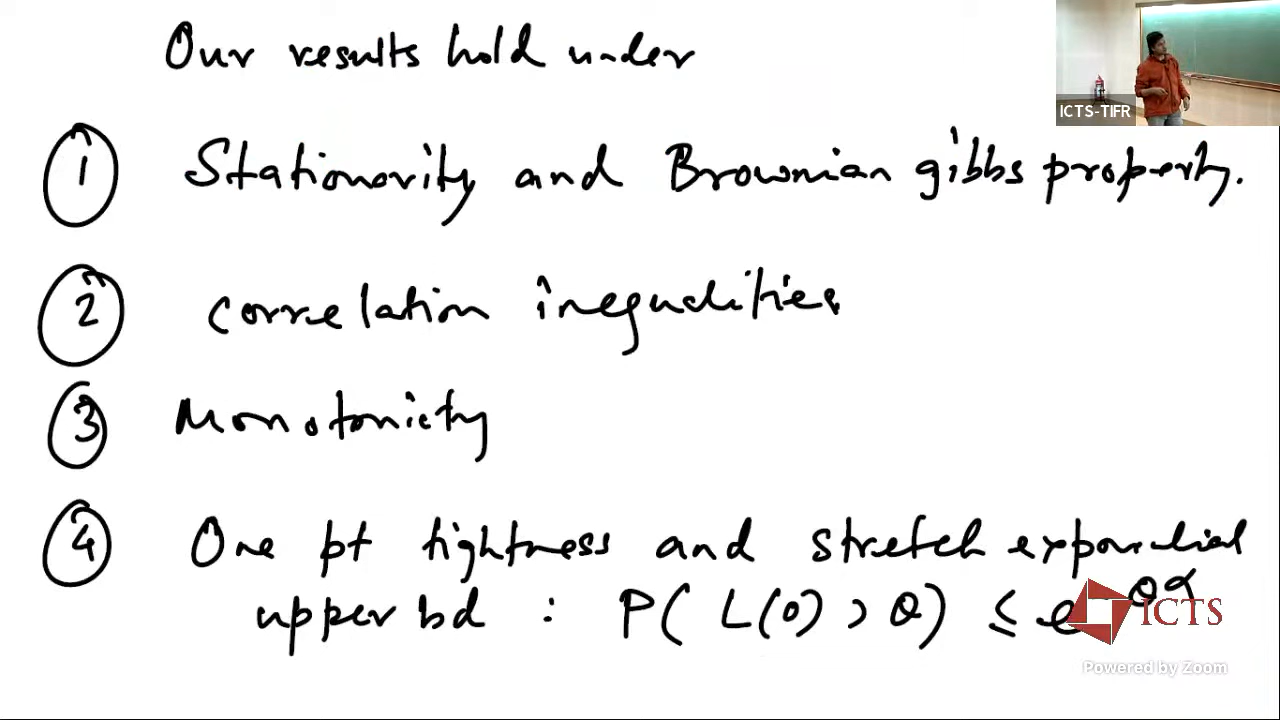 Our results hold under
ICTS-TIFR
1 Stationarity and Brownian gibbs property.
2 Correlation inequalities
3 Monotonicty
4 One pt tightness and stretch exponential
upper bd : P( L(0) > θ) ≤ e^-θ^α
ICTS
Powered by Zoom